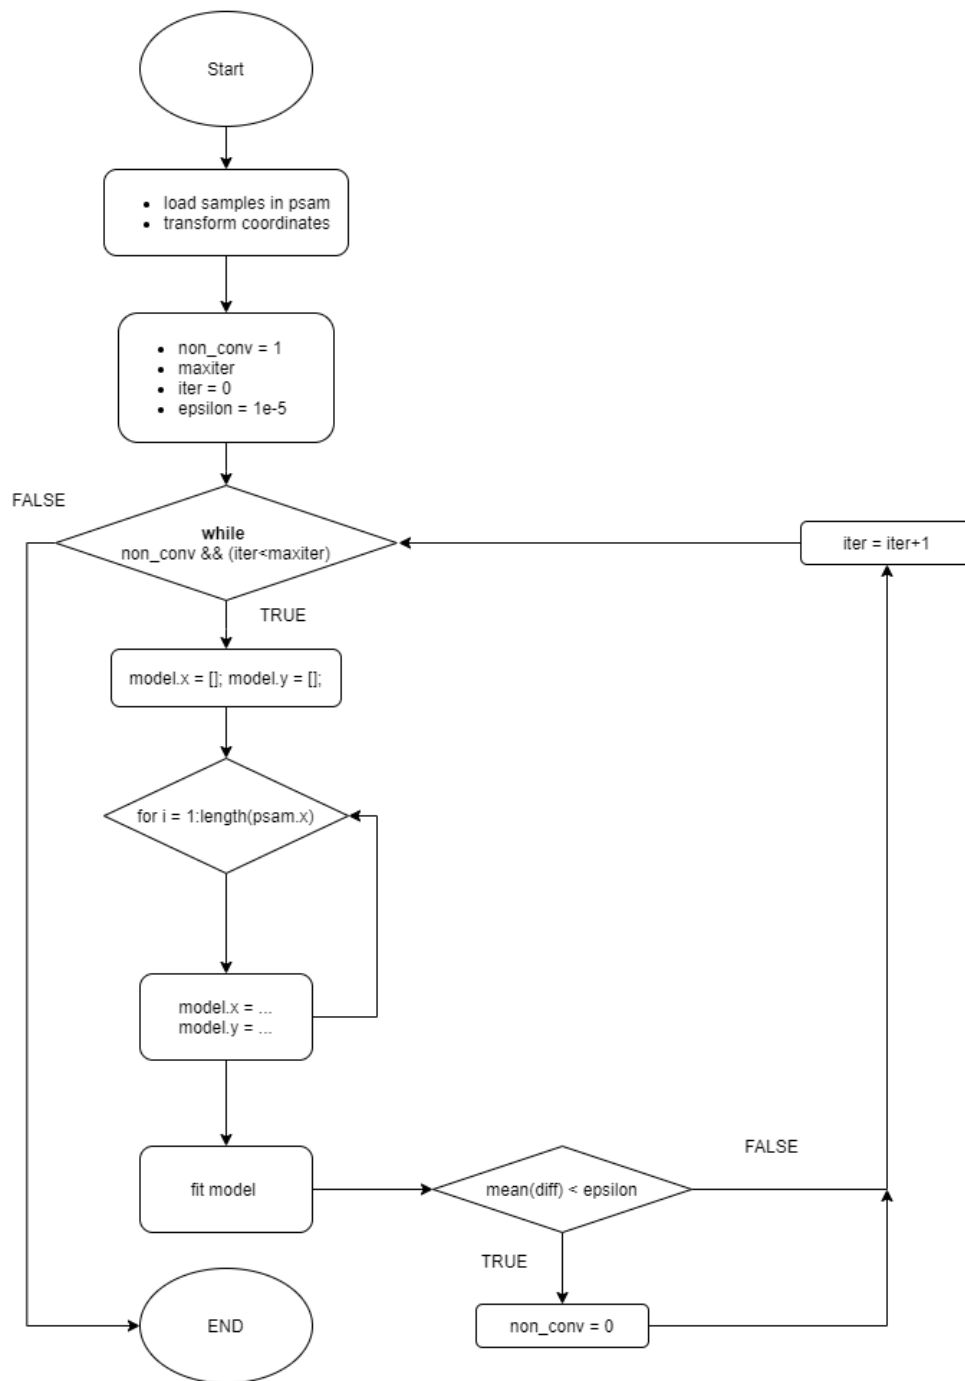 Start
• load samples in psam
• transform coordinates
• non_conv = 1
• maxiter
• iter = 0
• epsilon = 1e-5
FALSE
while
non_conv && (iter<maxiter)
iter = iter+1
TRUE
model.x = []; model.y = [];
for i = 1:length(psam.x)
model.x = ...
model.y = ...
FALSE
fit model
mean(diff) < epsilon
TRUE
END
non_conv = 0